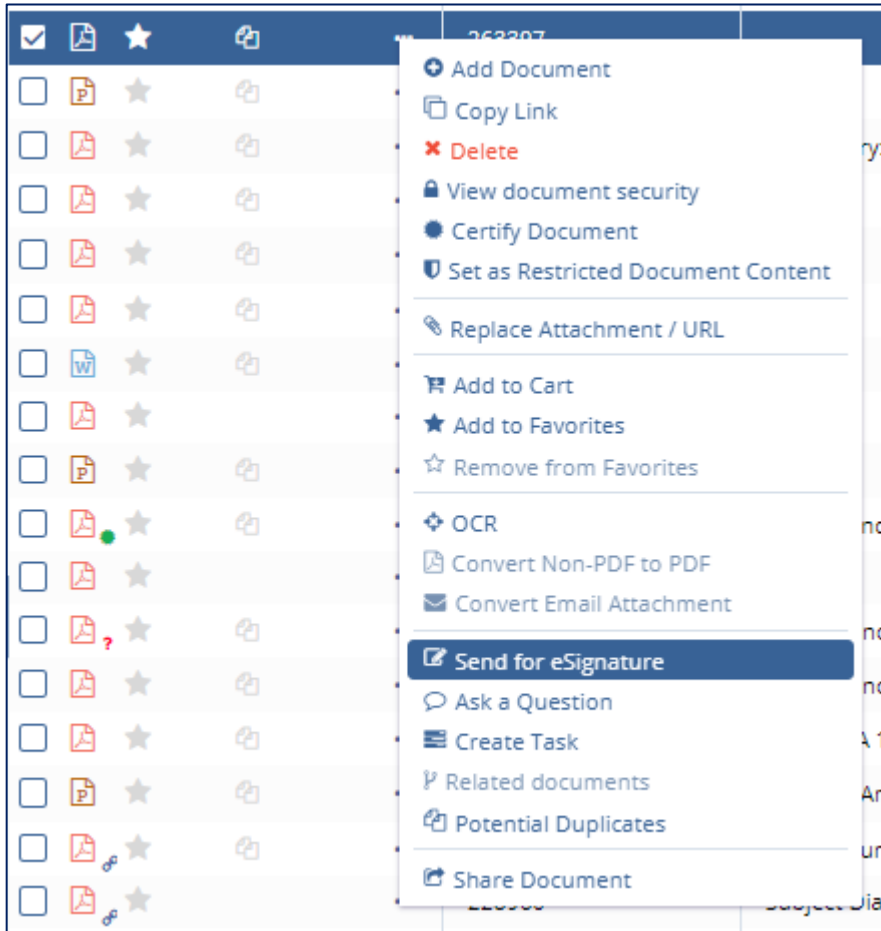 Add Document
Copy Link
Delete
View document security
Certify Document
Set as Restricted Document Content
Replace Attachment / URL
Add to Cart
Add to Favorites
Remove from Favorites
OCR
Convert Non-PDF to PDF
Convert Email Attachment
Send for eSignature
Ask a Question
Create Task
Related documents
Potential Duplicates
Share Document